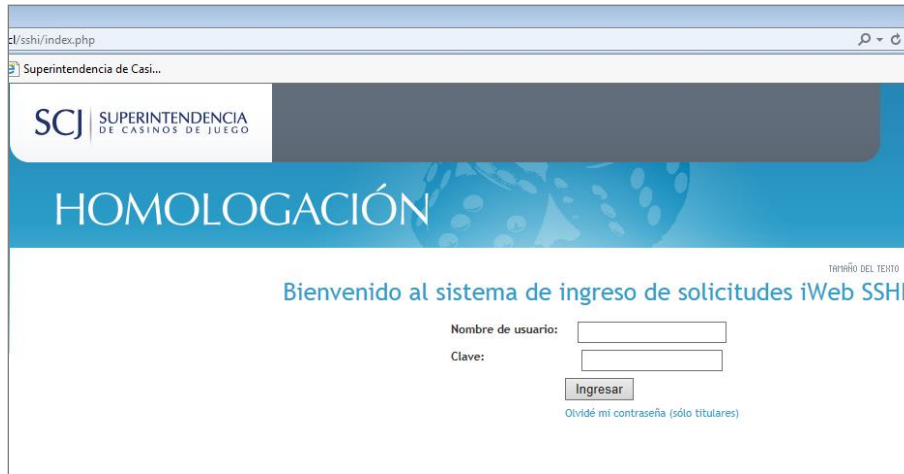 cl/sshi/index.php
Superintendencia de Casi...
SCJ SUPERINTENDENCIA
DE CASINOS DE JUEGO
HOMOLOGACIÓN
TAMAÑO DEL TEXTO
Bienvenido al sistema de ingreso de solicitudes iWeb SSHI
Nombre de usuario:
Clave:
Ingresar
Olvidé mi contraseña (sólo titulares)